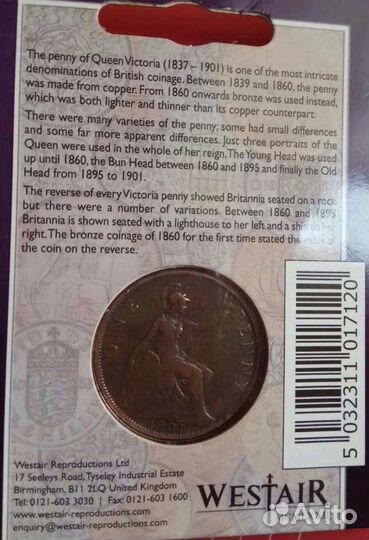 The penny of Queen Victoria (1837 – 1901) is one of the most intricate
denominations of British coinage. Between 1839 and 1860, the penny
was made from copper. From 1860 onwards bronze was used instead,
which was both lighter and thinner than its copper counterpart.
There were many varieties of the penny; some had small differences
and some far more apparent differences. Just three portraits of the
Queen were used in the whole of her reign. The Young Head was used
up until 1860, the Bun Head between 1860 and 1895 and finally the Old
Head from 1895 to 1901.
The reverse of every Victoria penny showed Britannia seated on a rock
but there were a number of variations. Between 1860 and 1895
Britannia is shown seated with a lighthouse to her left and a ship to her
right. The bronze coinage of 1860 for the first time stated the value of
the coin on the reverse.
ONE PENNY
5 032311 017120
Westair Reproductions Ltd
17 Seeleys Road, Tyseley Industrial Estate
Birmingham, B11 2LQ United Kingdom
Tel: 0121-603 3030 | Fax: 0121-603 1600
www.westair-reproductions.com
enquiry@westair-reproductions.com
WESTAIR
Avito